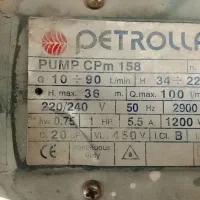 PETROLLA
PUMP CPm 158
Q 10÷90 l/min H 34÷22
H. max. 36 m Q.max. 100 l/m
220/240 V 50 Hz 2900
kW 0.75 1 HP 5.5 A 1200
C. 20 µF VL 450 V I.Cl. B
CONTINUOUS DUTY